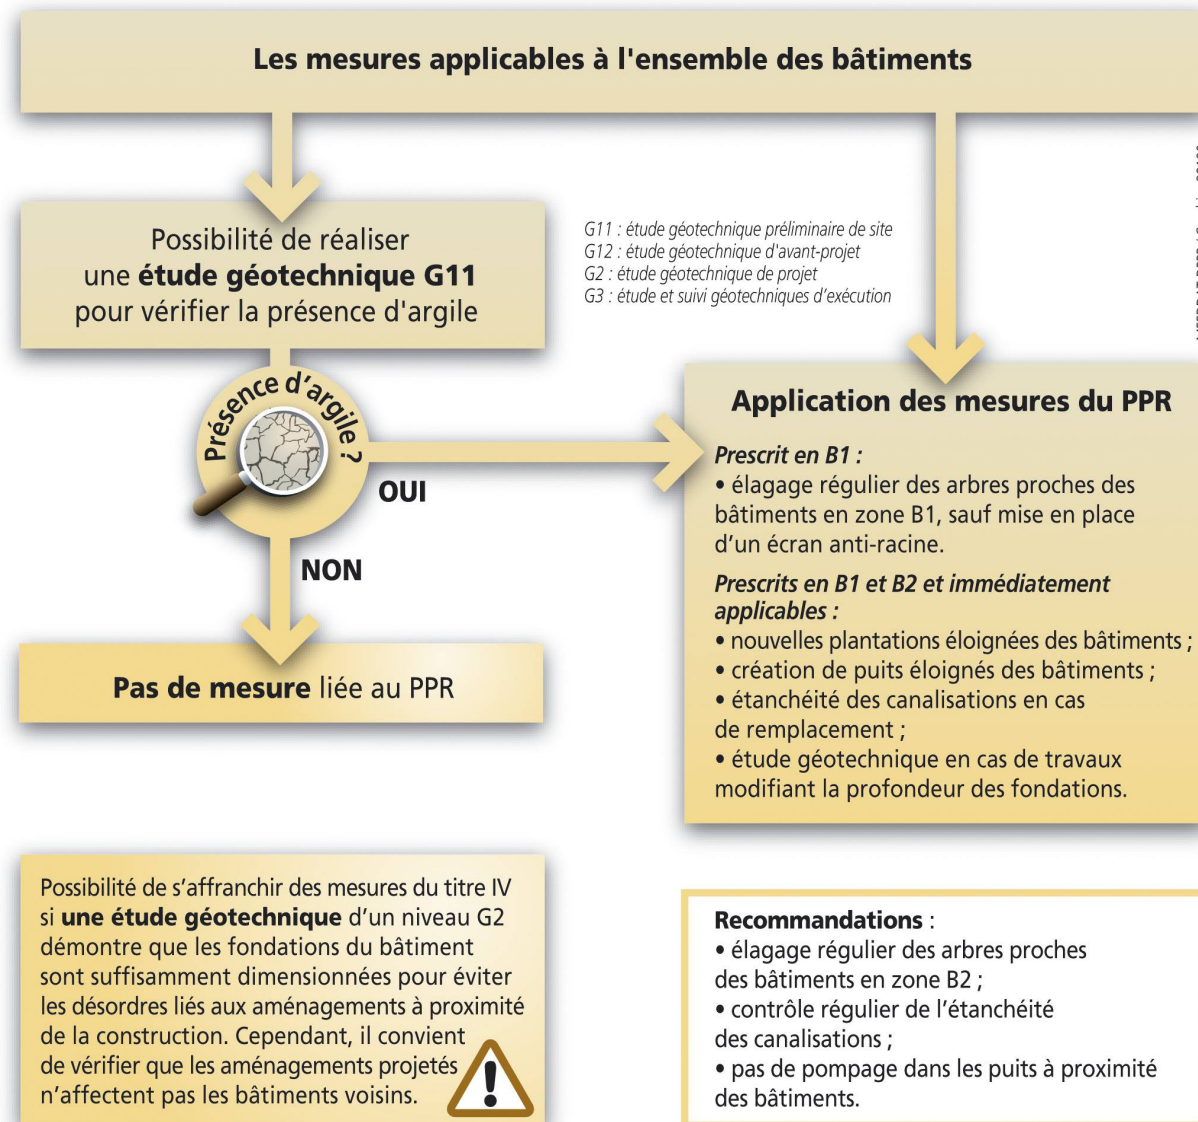 Les mesures applicables à l'ensemble des bâtiments
Possibilité de réaliser
une étude géotechnique G11
pour vérifier la présence d'argile
G11 : étude géotechnique préliminaire de site
G12 : étude géotechnique d'avant-projet
G2 : étude géotechnique de projet
G3 : étude et suivi géotechniques d’exécution
Présence d’argile ?
OUI
NON
Pas de mesure liée au PPR
Application des mesures du PPR
Prescrit en B1 :
• élagage régulier des arbres proches des
bâtiments en zone B1, sauf mise en place
d’un écran anti-racine.
Prescrits en B1 et B2 et immédiatement
applicables :
• nouvelles plantations éloignées des bâtiments ;
• création de puits éloignés des bâtiments ;
• étanchéité des canalisations en cas
de remplacement ;
• étude géotechnique en cas de travaux
modifiant la profondeur des fondations.
Possibilité de s’affranchir des mesures du titre IV
si une étude géotechnique d’un niveau G2
démontre que les fondations du bâtiment
sont suffisamment dimensionnées pour éviter
les désordres liés aux aménagements à proximité
de la construction. Cependant, il convient
de vérifier que les aménagements projetés
n’affectent pas les bâtiments voisins.
!
Recommandations :
• élagage régulier des arbres proches
des bâtiments en zone B2 ;
• contrôle régulier de l’étanchéité
des canalisations ;
• pas de pompage dans les puits à proximité
des bâtiments.